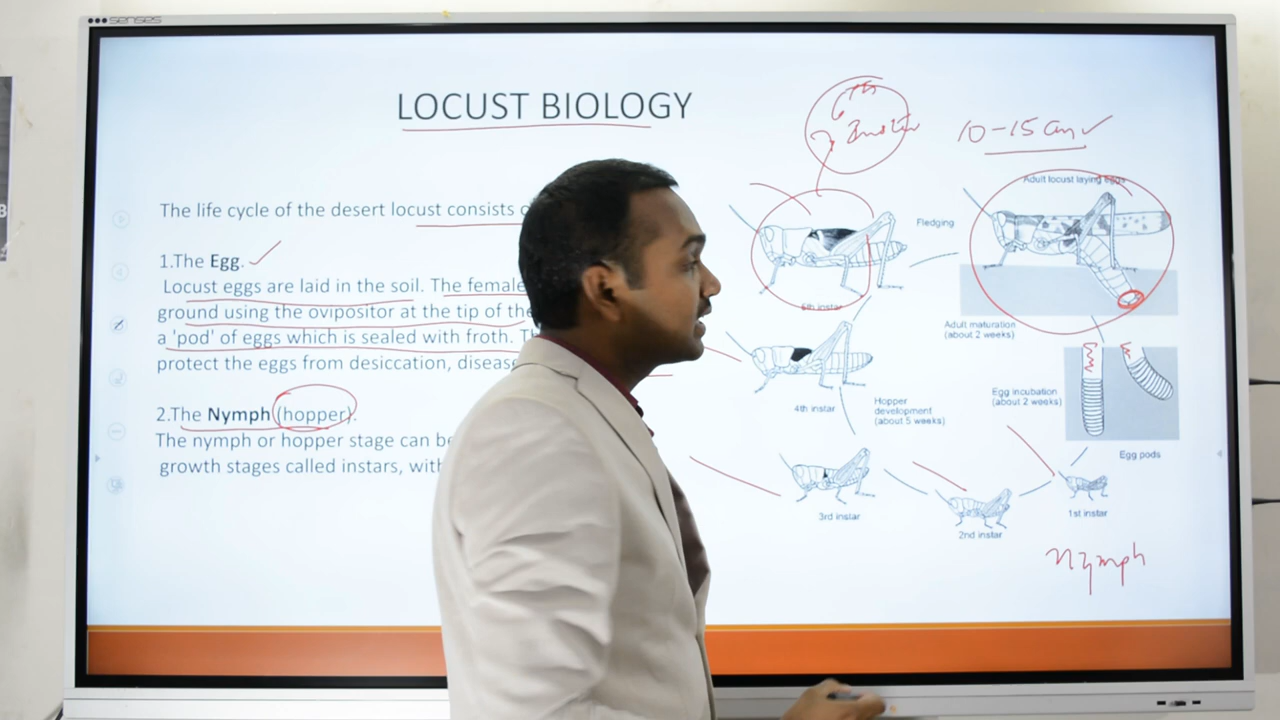 senses
LOCUST BIOLOGY
The life cycle of the desert locust consists
1.The Egg.
Locust eggs are laid in the soil. The female
ground using the ovipositor at the tip of the
a 'pod' of eggs which is sealed with froth.
protect the eggs from desiccation, disease
2.The Nymph (hopper).
The nymph or hopper stage can be
growth stages called instars, with
6th
10-15 cm
Adult locust laying eggs
Fledging
5th instar
Adult maturation
(about 2 weeks)
4th instar
Hopper
development
(about 5 weeks)
Egg incubation
(about 2 weeks)
Egg pods
3rd instar
2nd instar
1st instar
Nymph
B